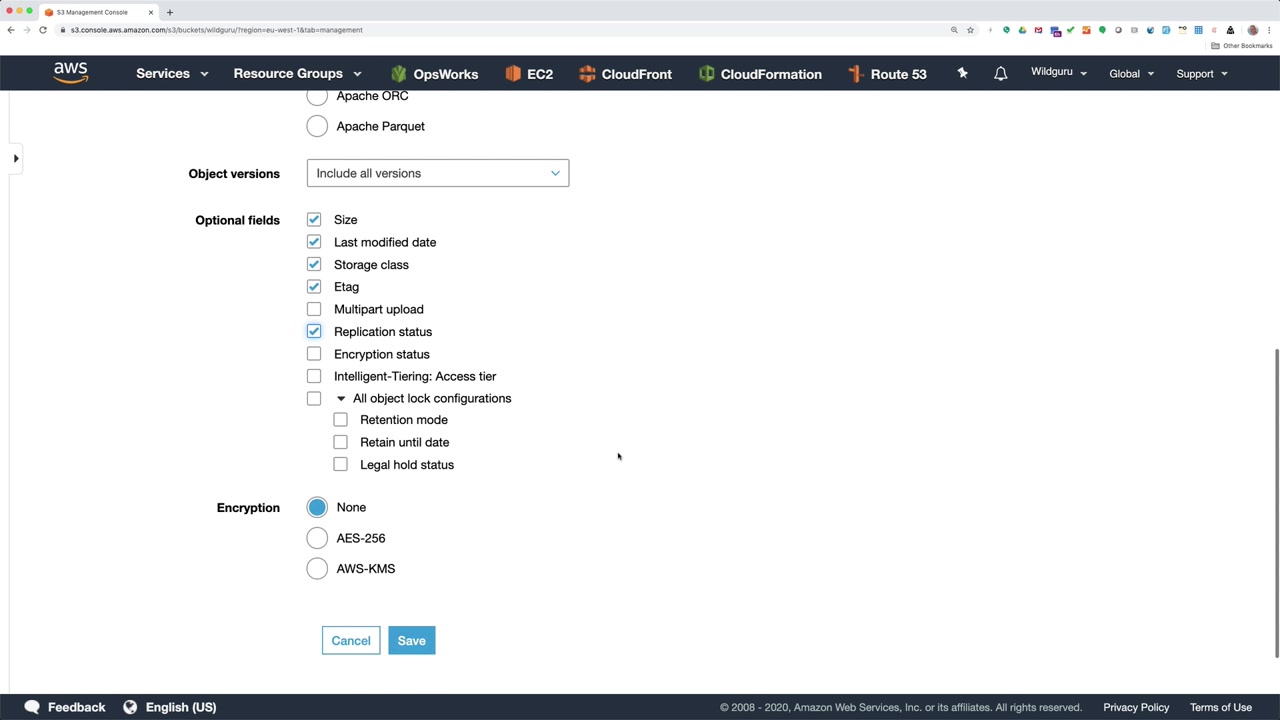 S3 Management Console
s3.console.aws.amazon.com/s3/buckets/wildguru/?region=eu-west-1&tab=management
Other Bookmarks
aws
Services
Resource Groups
OpsWorks
EC2
CloudFront
CloudFormation
Route 53
Wildguru
Global
Support
Apache ORC
Apache Parquet
Object versions
Include all versions
Optional fields
Size
Last modified date
Storage class
Etag
Multipart upload
Replication status
Encryption status
Intelligent-Tiering: Access tier
All object lock configurations
Retention mode
Retain until date
Legal hold status
Encryption
None
AES-256
AWS-KMS
Cancel
Save
Feedback
English (US)
© 2008 - 2020, Amazon Web Services, Inc. or its affiliates. All rights reserved.
Privacy Policy
Terms of Use